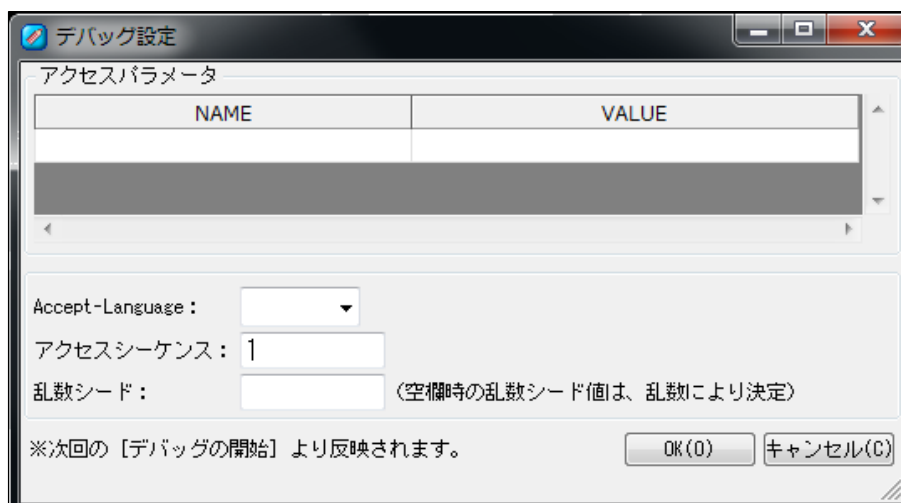 デバッグ設定
アクセスパラメータ
NAME VALUE
Accept-Language：
アクセスシーケンス： 1
乱数シード： （空欄時の乱数シード値は、乱数により決定）
※次回の［デバッグの開始］より反映されます。 OK(O) キャンセル(C)